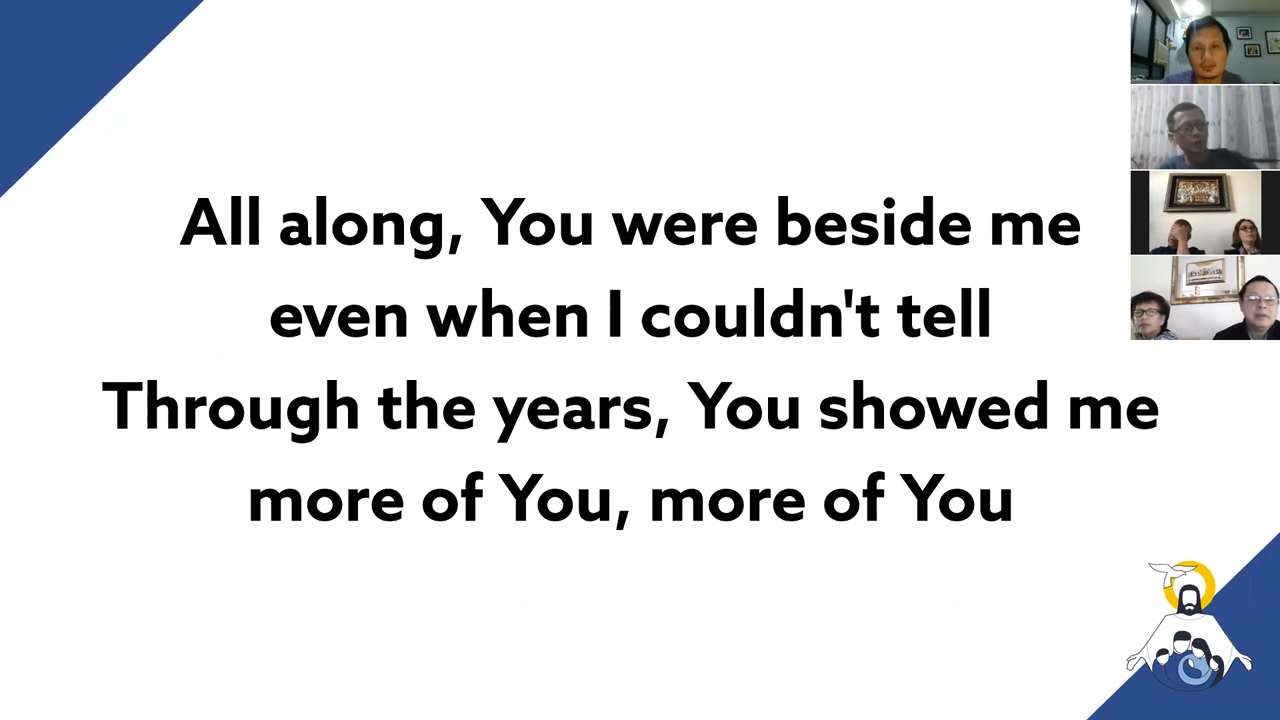 All along, You were beside me
even when I couldn't tell
Through the years, You showed me
more of You, more of You